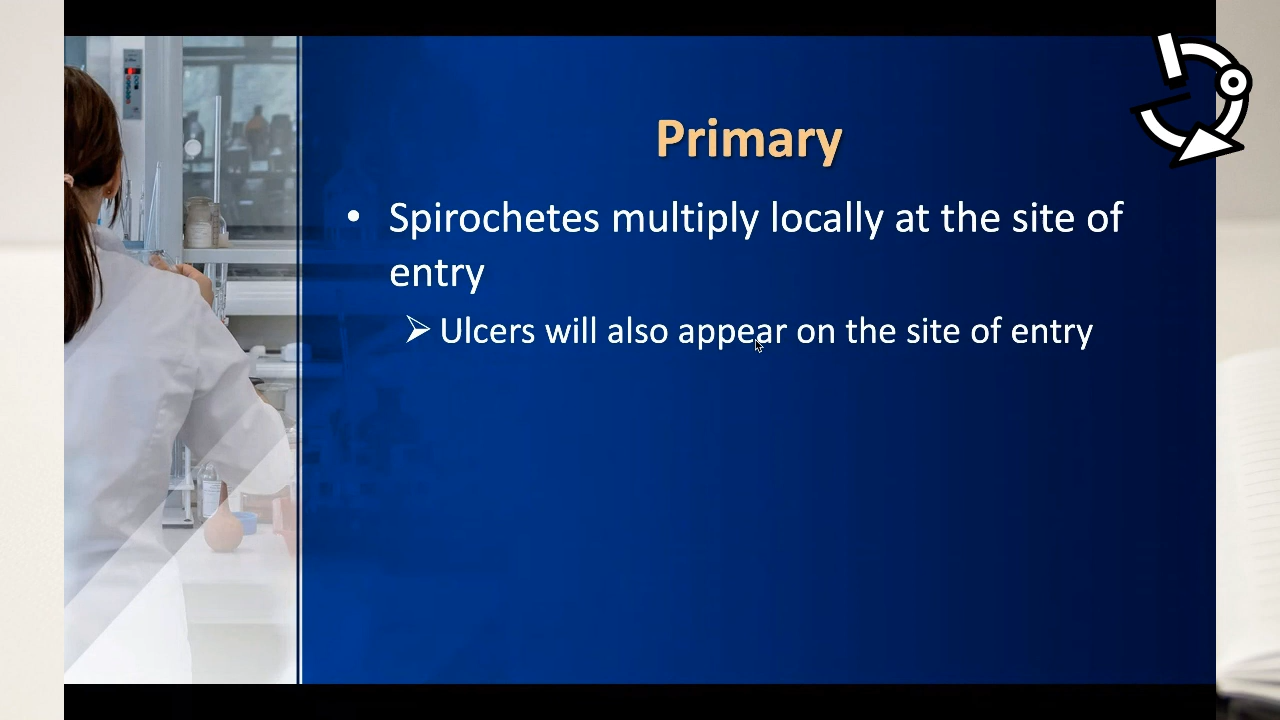 Primary
• Spirochetes multiply locally at the site of
entry
➢ Ulcers will also appear on the site of entry